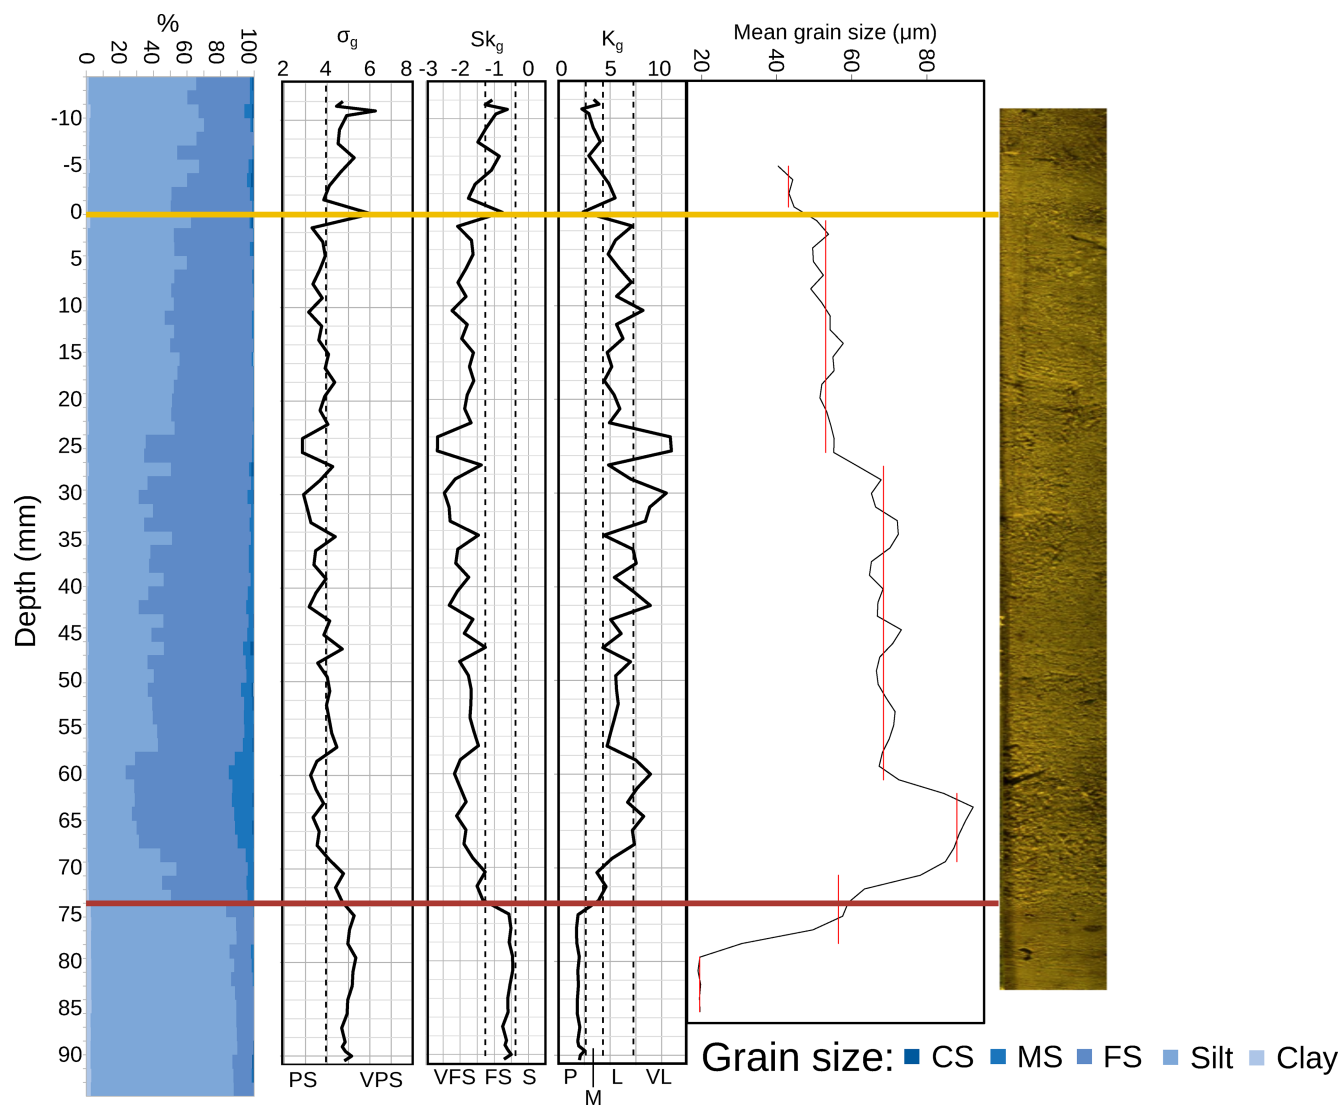 %
0 20 40 60 100
σg
2 4 6 8
Skg
-3 -2 -1 0
Kg
0 5 10
Mean grain size (µm)
20 40 60 80
Depth (mm)
-10
-5
0
5
10
15
20
25
30
35
40
45
50
55
60
65
70
75
80
85
90
PS VPS
VFS FS S
P L VL
M
Grain size: CS MS FS Silt Clay